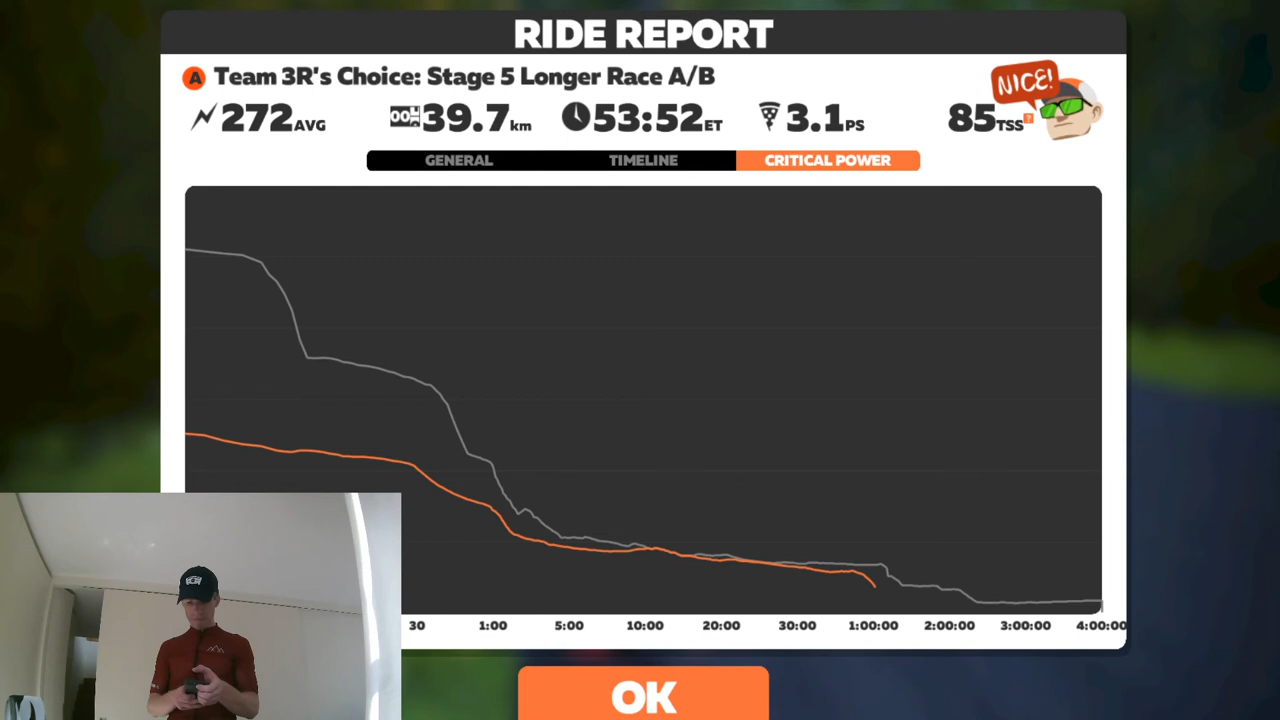 RIDE REPORT
A Team 3R's Choice: Stage 5 Longer Race A/B
NICE!
272AVG 39.7km 53:52ET 3.1PS 85TSS?
GENERAL TIMELINE CRITICAL POWER
30 1:00 5:00 10:00 20:00 30:00 1:00:00 2:00:00 3:00:00 4:00:00
OK